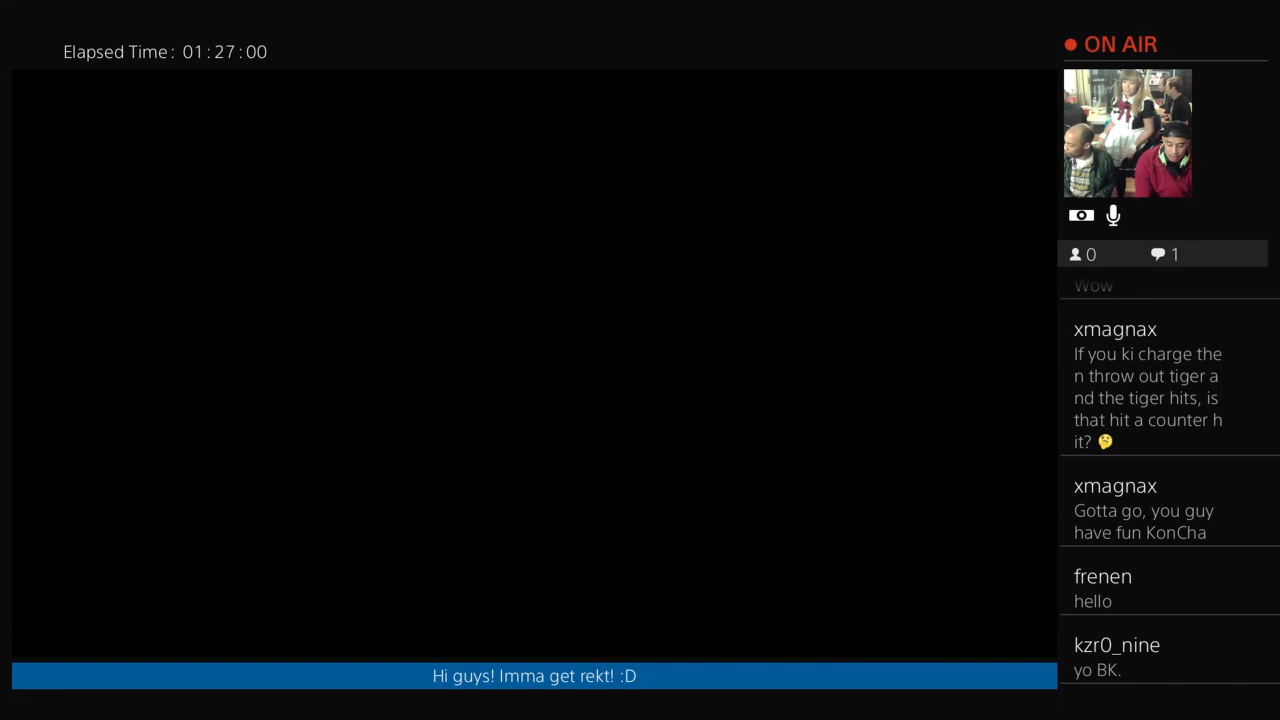 Elapsed Time: 01:27:00
ON AIR
0 1
Wow
xmagnax
If you ki charge the
n throw out tiger a
nd the tiger hits, is
that hit a counter h
it? 🤔
xmagnax
Gotta go, you guy
have fun KonCha
frenen
hello
kzr0_nine
yo BK.
Hi guys! Imma get rekt! :D